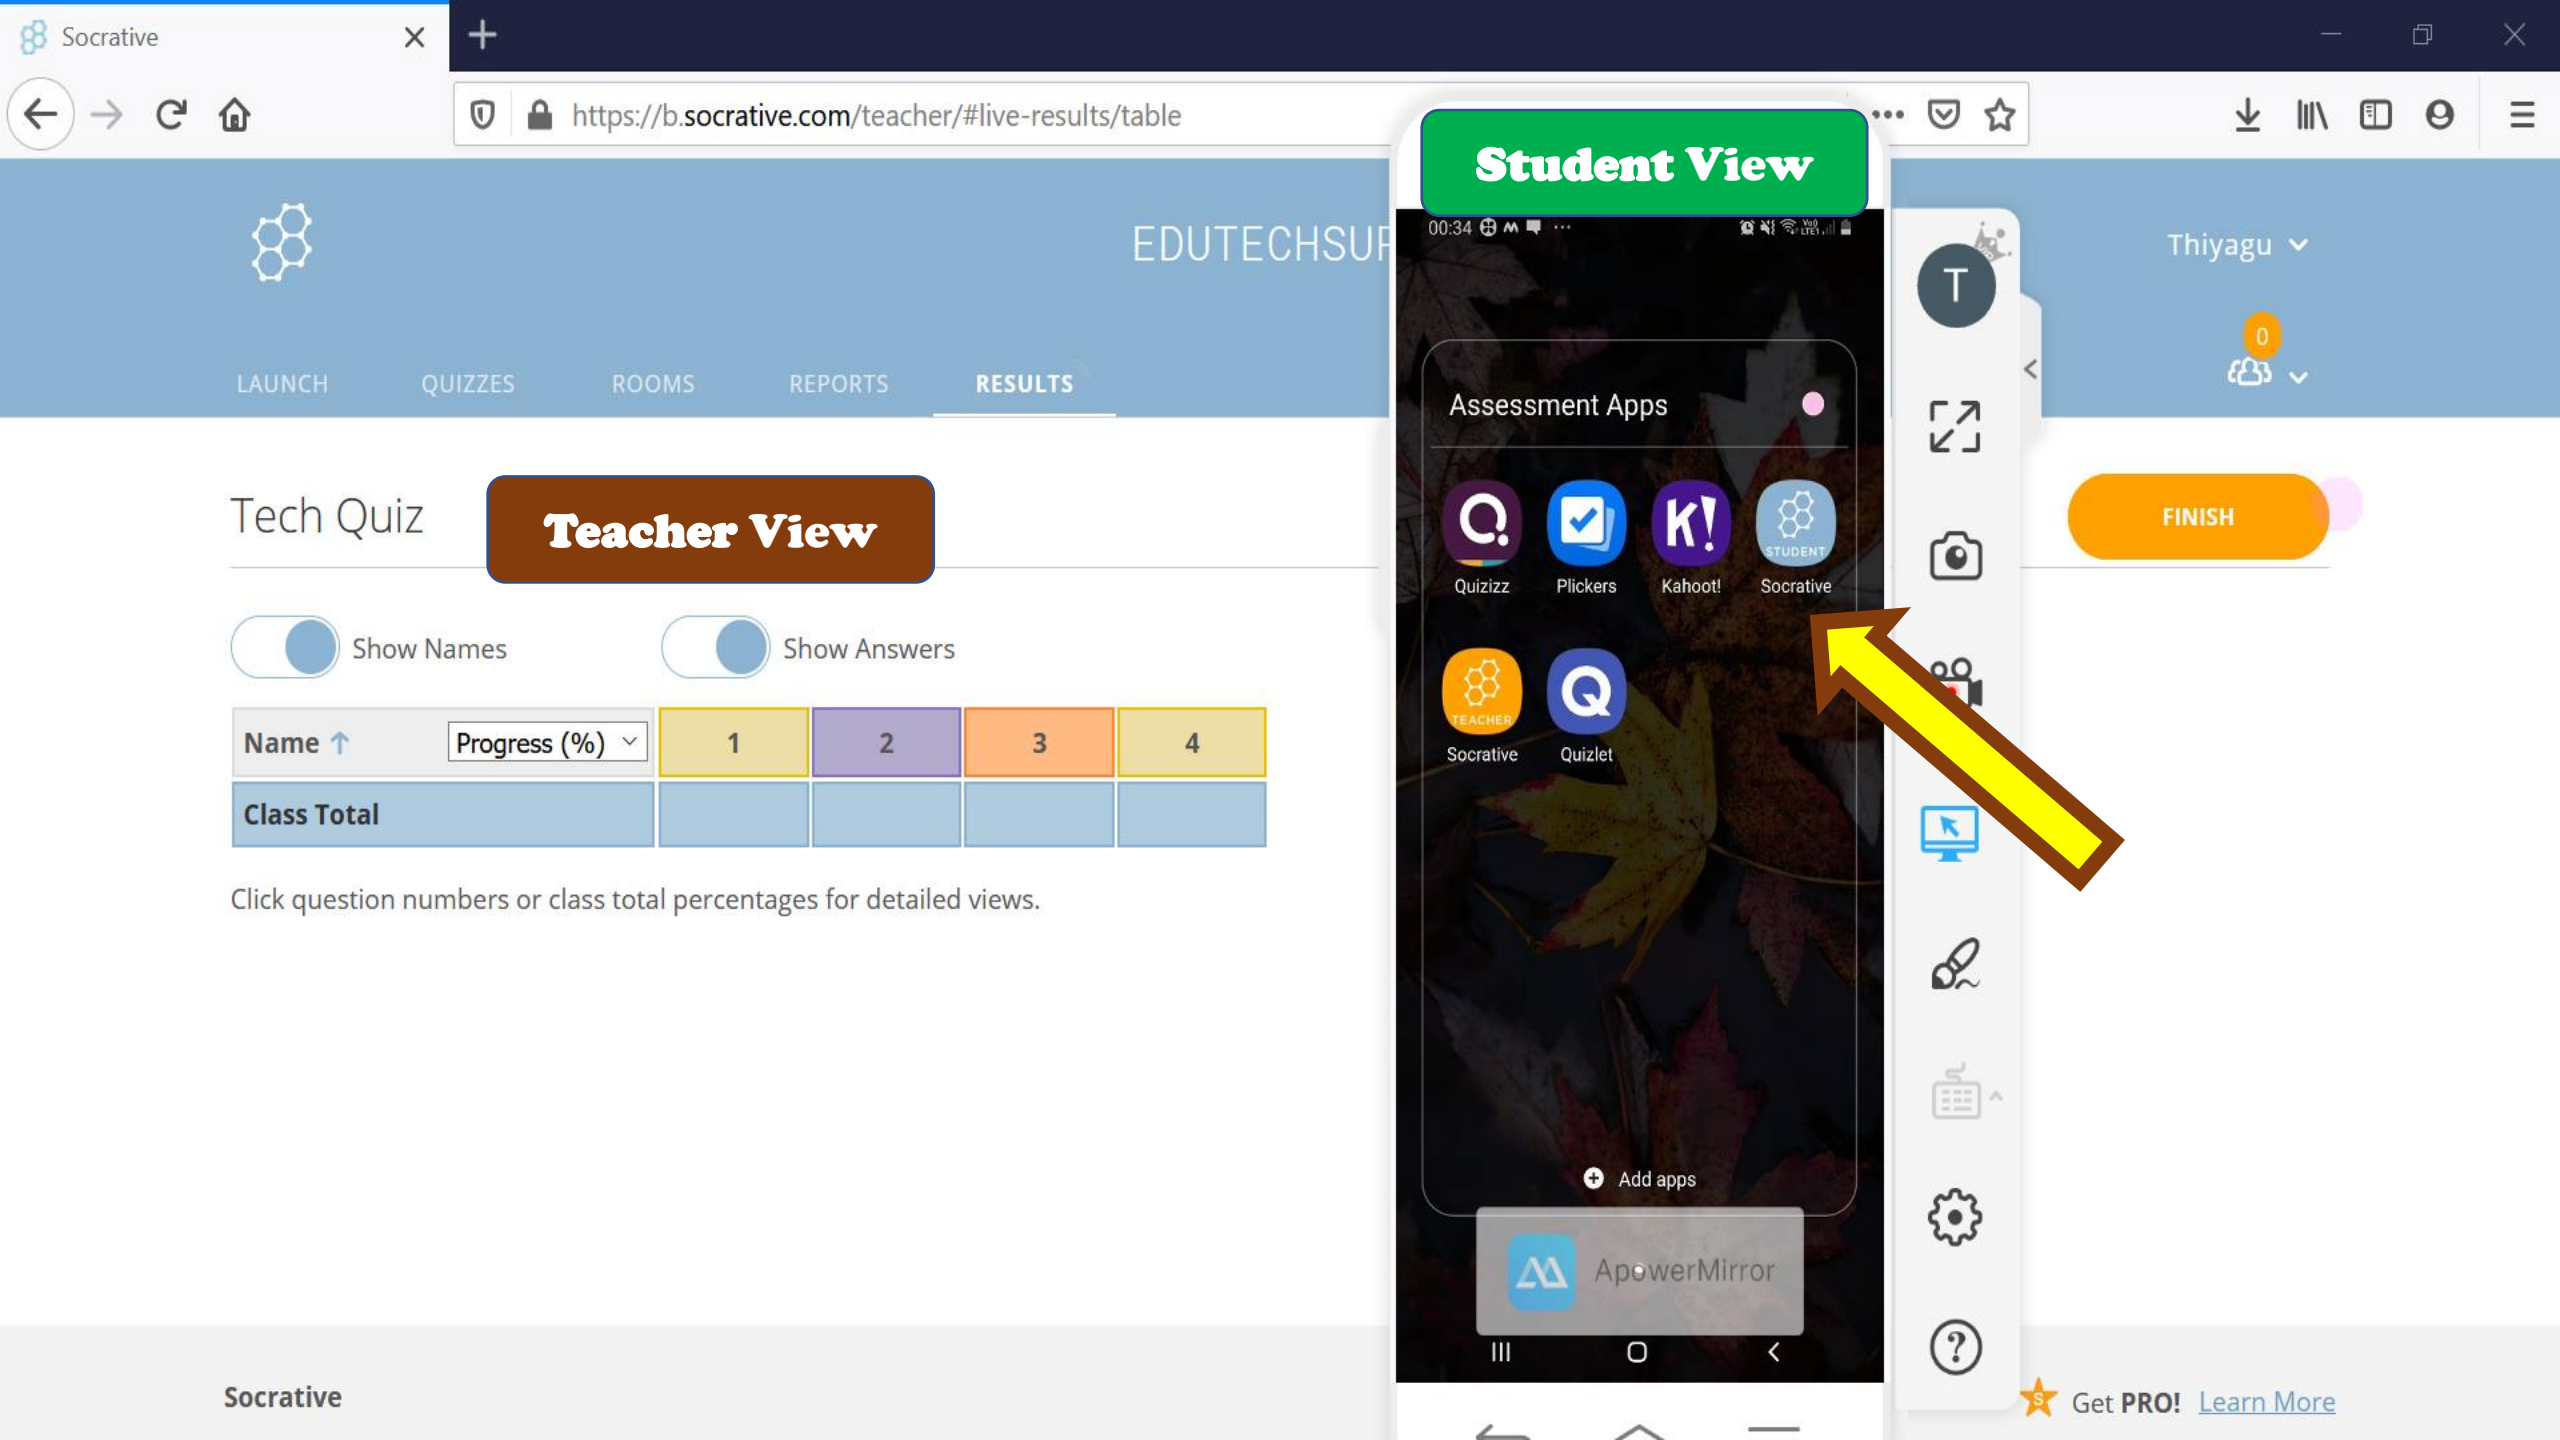 Socrative
https://b.socrative.com/teacher/#live-results/table
Student View
EDUTECHSUP
Thiyagu
0
LAUNCH QUIZZES ROOMS REPORTS RESULTS
Tech Quiz
Teacher View
FINISH
Show Names Show Answers
Name Progress (%) 1 2 3 4
Class Total
Click question numbers or class total percentages for detailed views.
00:34
T
Assessment Apps
STUDENT
Quizizz Plickers Kahoot! Socrative
TEACHER
Socrative Quizlet
Add apps
ApowerMirror
Socrative
Get PRO! Learn More